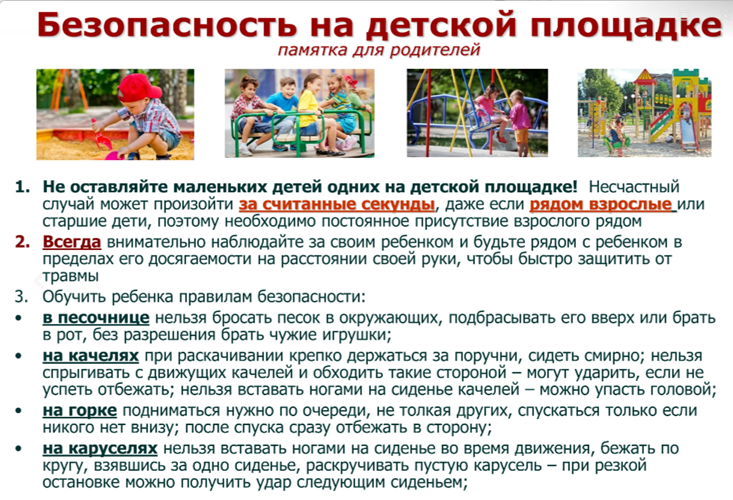 Безопасность на детской площадке
памятка для родителей
1. Не оставляйте маленьких детей одних на детской площадке! Несчастный
случай может произойти за считанные секунды, даже если рядом взрослые или
старшие дети, поэтому необходимо постоянное присутствие взрослого рядом
2. Всегда внимательно наблюдайте за своим ребенком и будьте рядом с ребенком в
пределах его досягаемости на расстоянии своей руки, чтобы быстро защитить от
травмы
3. Обучить ребенка правилам безопасности:
• в песочнице нельзя бросать песок в окружающих, подбрасывать его вверх или брать
в рот, без разрешения брать чужие игрушки;
• на качелях при раскачивании крепко держаться за поручни, сидеть смирно; нельзя
спрыгивать с движущих качелей и обходить такие стороной – могут ударить, если не
успеть отбежать; нельзя вставать ногами на сиденье качелей – можно упасть головой;
• на горке подниматься нужно по очереди, не толкая других, спускаться только если
никого нет внизу; после спуска сразу отбежать в сторону;
• на каруселях нельзя вставать ногами на сиденье во время движения, бежать по
кругу, взявшись за одно сиденье, раскручивать пустую карусель – при резкой
остановке можно получить удар следующим сиденьем;